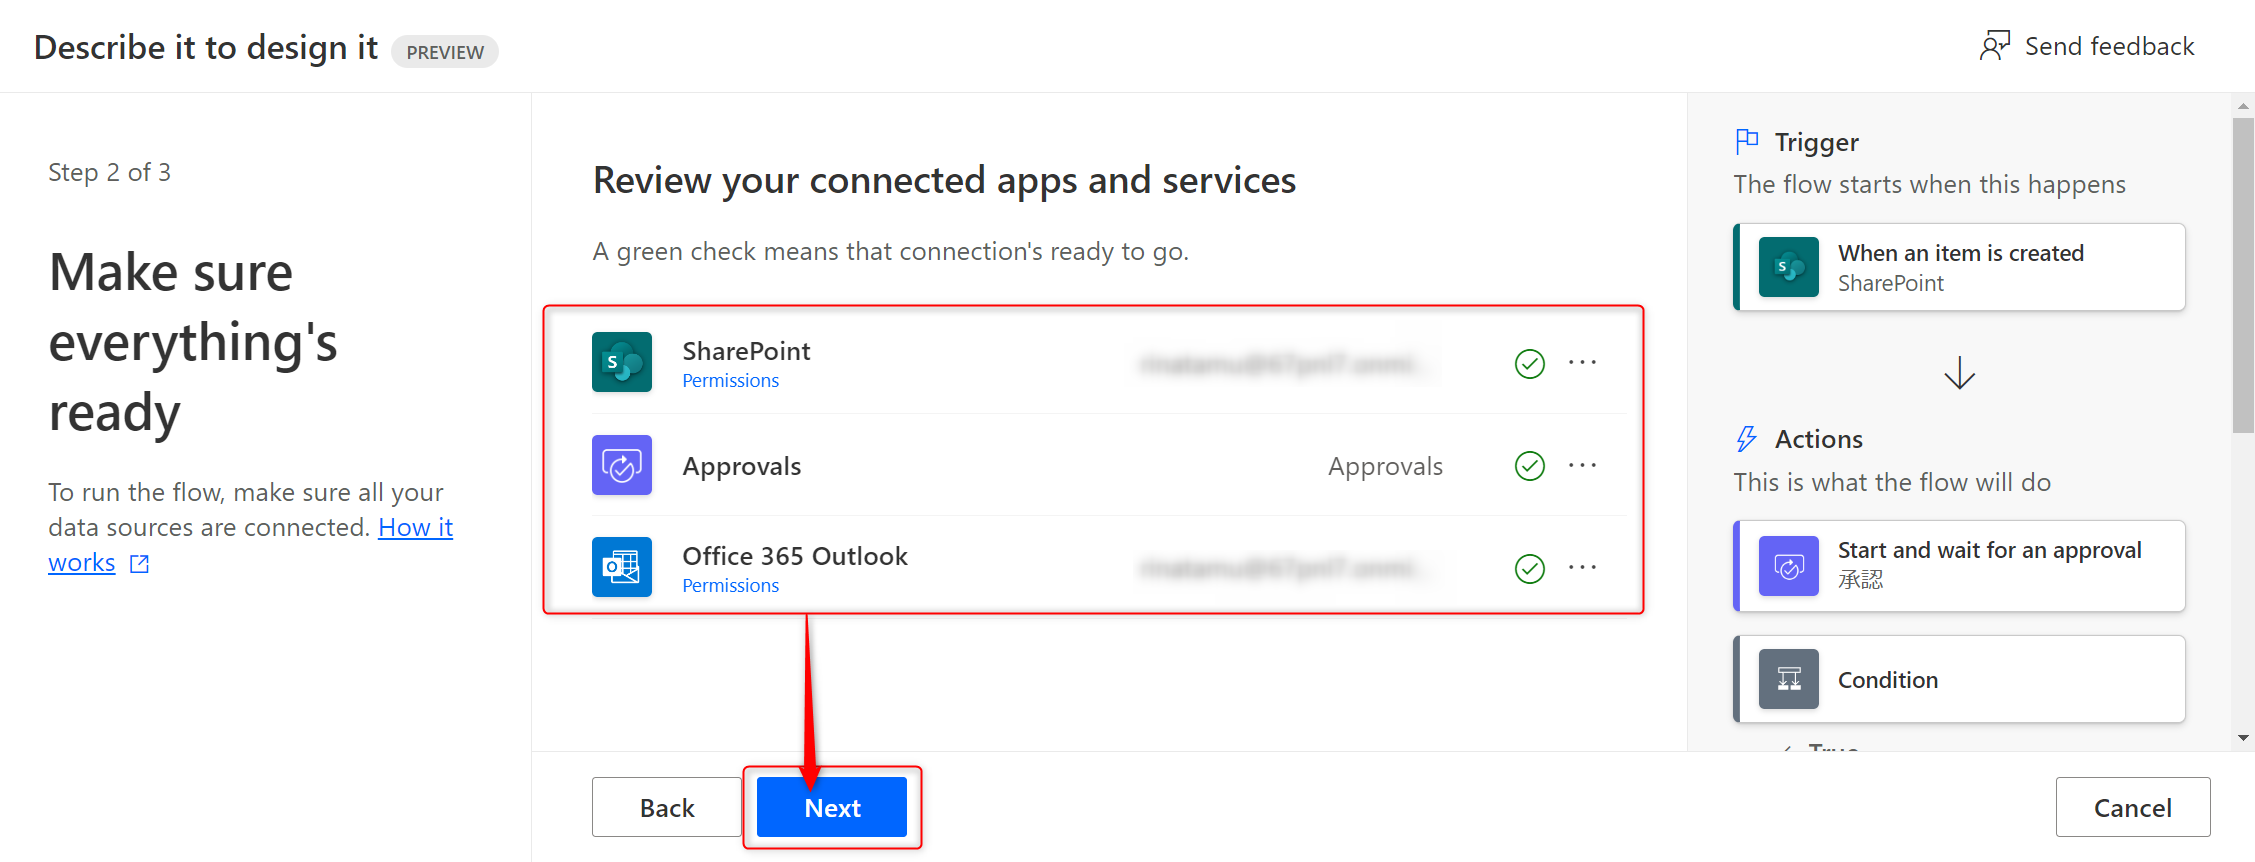 Describe it to design it PREVIEW
Send feedback
Step 2 of 3
Make sure
everything's
ready
To run the flow, make sure all your
data sources are connected. How it
works
Review your connected apps and services
A green check means that connection's ready to go.
SharePoint
Permissions
Approvals
Approvals
Office 365 Outlook
Permissions
Back
Next
Trigger
The flow starts when this happens
When an item is created
SharePoint
Actions
This is what the flow will do
Start and wait for an approval
承認
Condition
Cancel